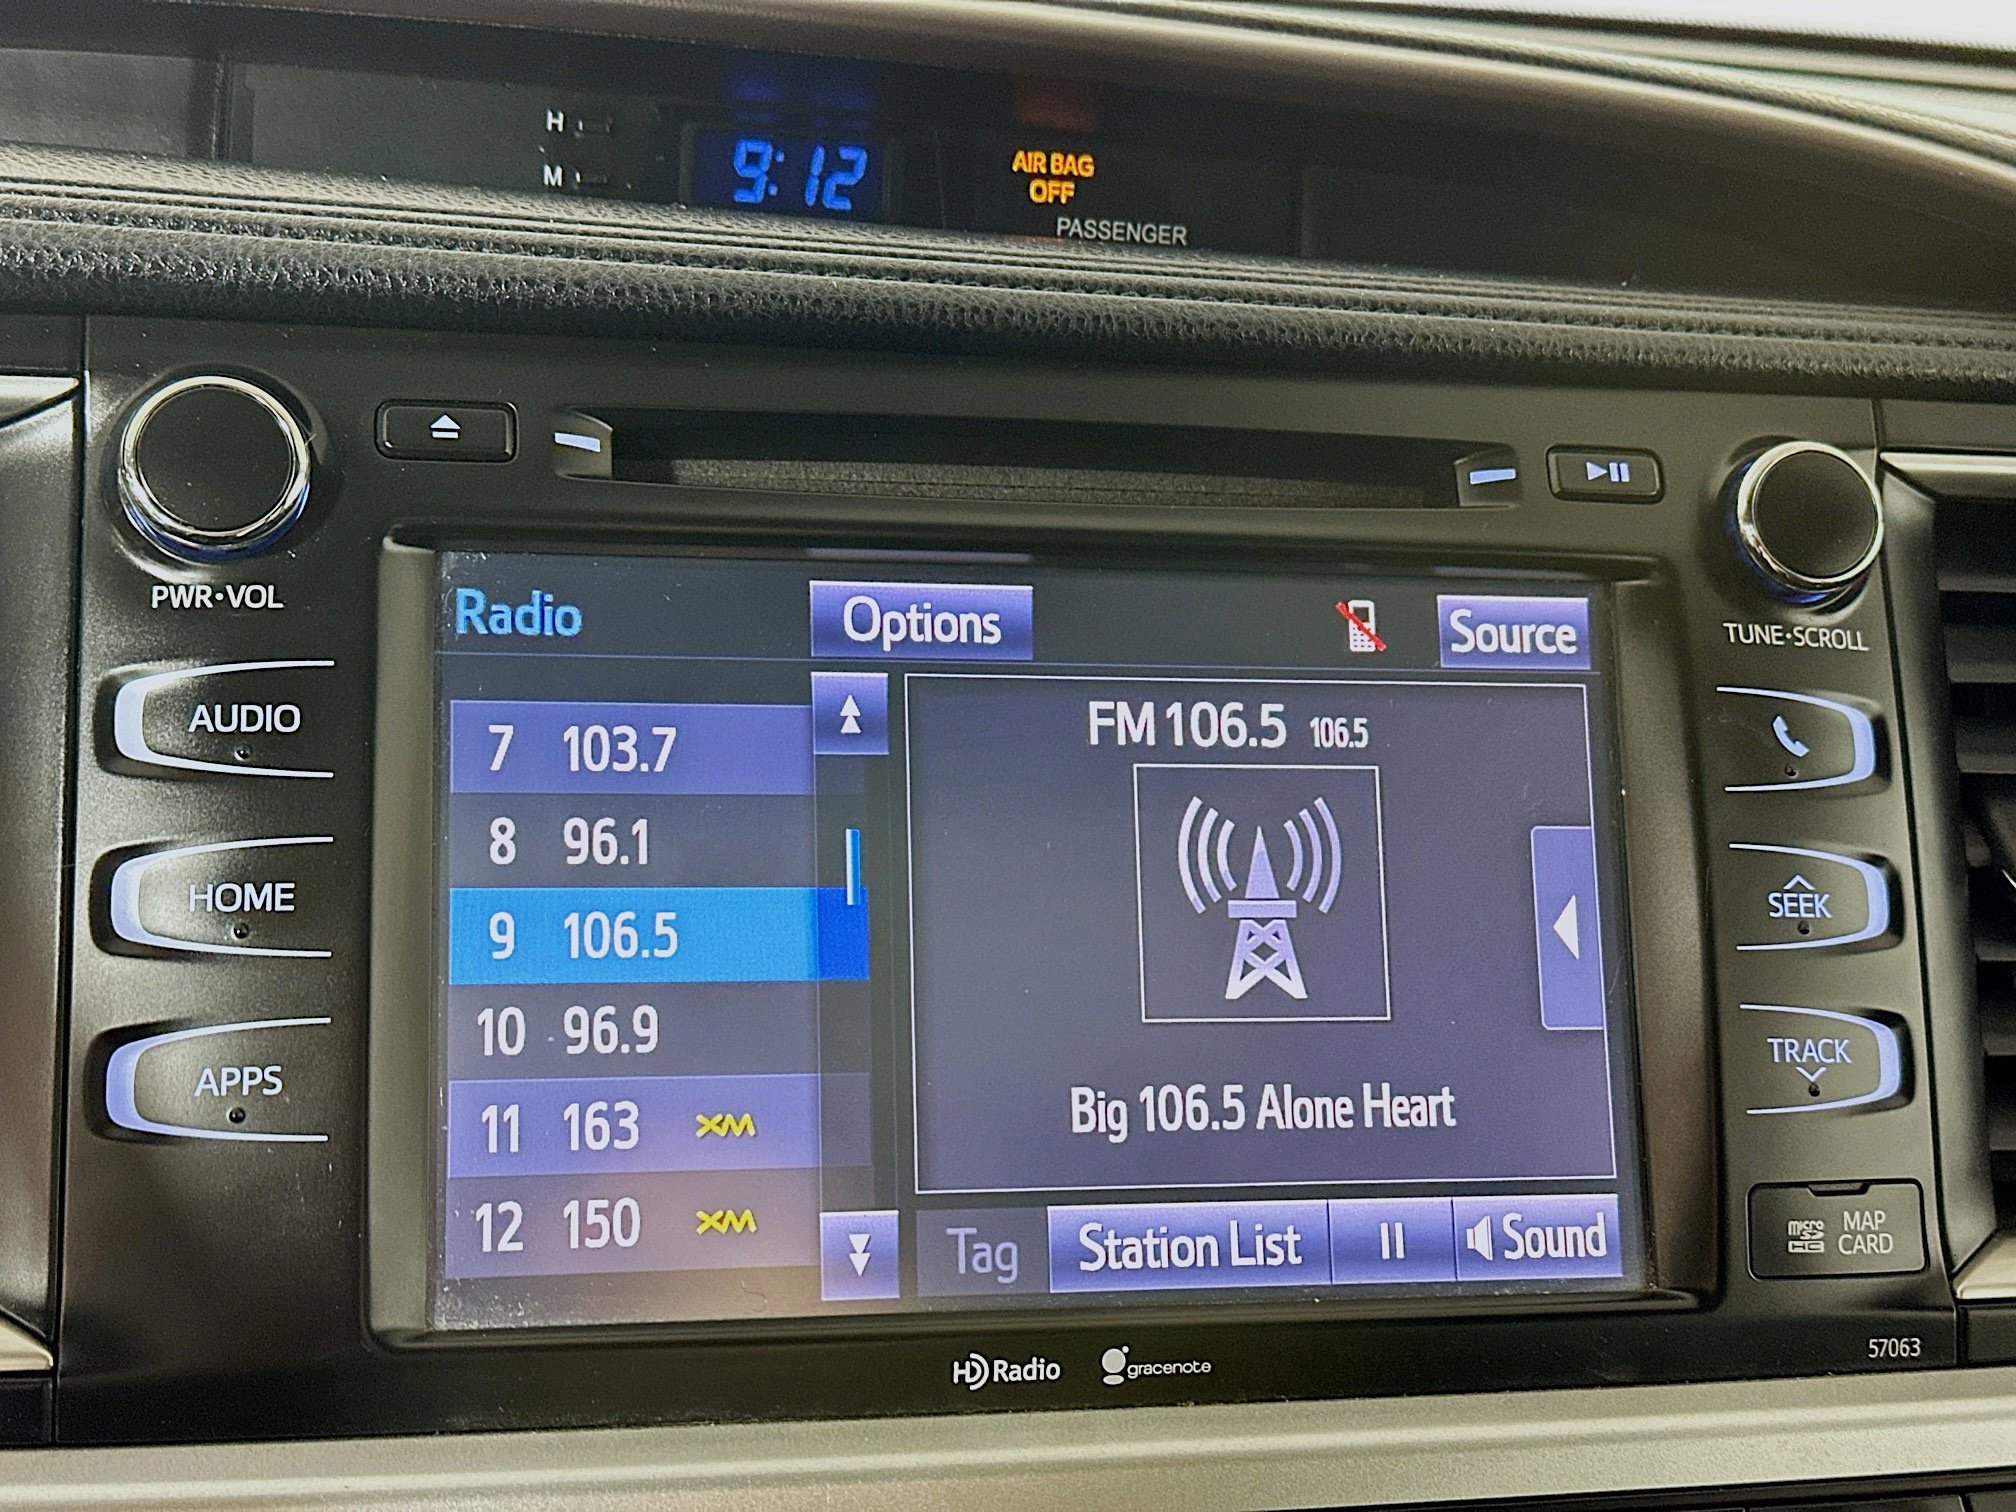 H
M
9:12
AIR BAG
OFF
PASSENGER
PWR•VOL
TUNE•SCROLL
AUDIO
HOME
APPS
Radio
Options
Source
7 103.7
8 96.1
9 106.5
10 96.9
11 163 XM
12 150 XM
FM 106.5 106.5
Big 106.5 Alone Heart
Tag
Station List
Sound
SEEK
TRACK
micro
SD
HC
MAP
CARD
HD Radio
gracenote
57063